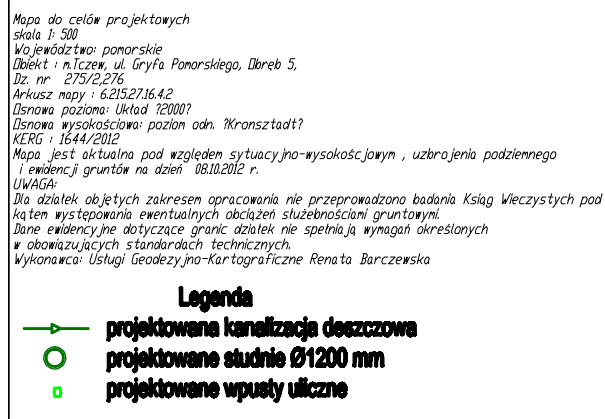 Mapa do celów projektowych
skala 1: 500
Województwo: pomorskie
Obiekt : m.Tczew, ul. Gryfa Pomorskiego, Obręb 5,
Dz. nr 275/2,276
Arkusz mapy : 6.215.27.16.4.2
Osnowa pozioma: Układ ?2000?
Osnowa wysokościowa: poziom odn. ?Kronsztadt?
KERG : 1644/2012
Mapa jest aktualna pod względem sytuacyjno-wysokoścjowym , uzbrojenia podziemnego
i ewidencji gruntów na dzień 08.10.2012 r.
UWAGA:
Dla działek objętych zakresem opracowania nie przeprowadzono badania Ksiąg Wieczystych pod
kątem występowania ewentualnych obciążeń służebnościami gruntowymi.
Dane ewidencyjne dotyczące granic działek nie spełniają wymagań określonych
w obowiązujących standardach technicznych.
Wykonawca: Usługi Geodezyjno-Kartograficzne Renata Barczewska
Legenda
projektowana kanalizacja deszczowa
projektowane studnie Ø1200 mm
projektowane wpusty uliczne